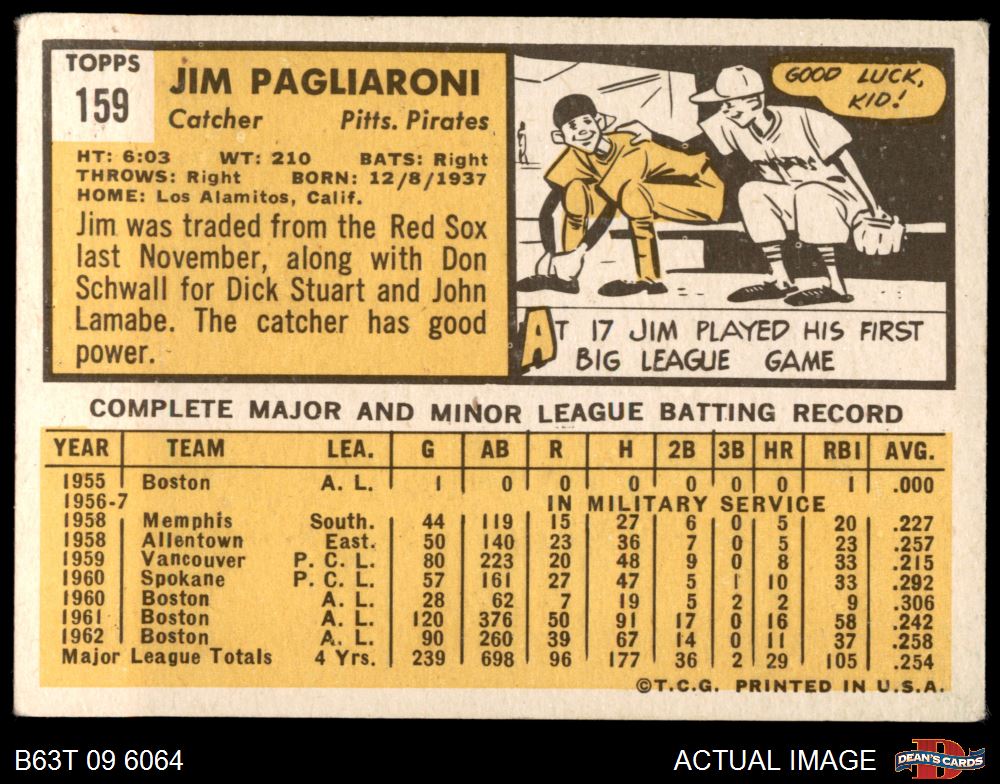 TOPPS
159
JIM PAGLIARONI
Catcher Pitts. Pirates
HT: 6:03 WT: 210 BATS: Right
THROWS: Right BORN: 12/8/1937
HOME: Los Alamitos, Calif.
Jim was traded from the Red Sox
last November, along with Don
Schwall for Dick Stuart and John
Lamabe. The catcher has good
power.
GOOD LUCK,
KID!
AT 17 JIM PLAYED HIS FIRST
BIG LEAGUE GAME
COMPLETE MAJOR AND MINOR LEAGUE BATTING RECORD
YEAR TEAM LEA. G AB R H 2B 3B HR RBI AVG.
1955 Boston A. L. 1 0 0 0 0 0 0 1 .000
1956-7 IN MILITARY SERVICE
1958 Memphis South. 44 119 15 27 6 0 5 20 .227
1958 Allentown East. 50 140 23 36 7 0 5 23 .257
1959 Vancouver P. C. L. 80 223 20 48 9 0 8 33 .215
1960 Spokane P. C. L. 57 161 27 47 5 1 10 33 .292
1960 Boston A. L. 28 62 7 19 5 2 2 9 .306
1961 Boston A. L. 120 376 50 91 17 0 16 58 .242
1962 Boston A. L. 90 260 39 67 14 0 11 37 .258
Major League Totals 4 Yrs. 239 698 96 177 36 2 29 105 .254
©T.C.G. PRINTED IN U.S.A.
B63T 09 6064
ACTUAL IMAGE
DEAN'S CARDS